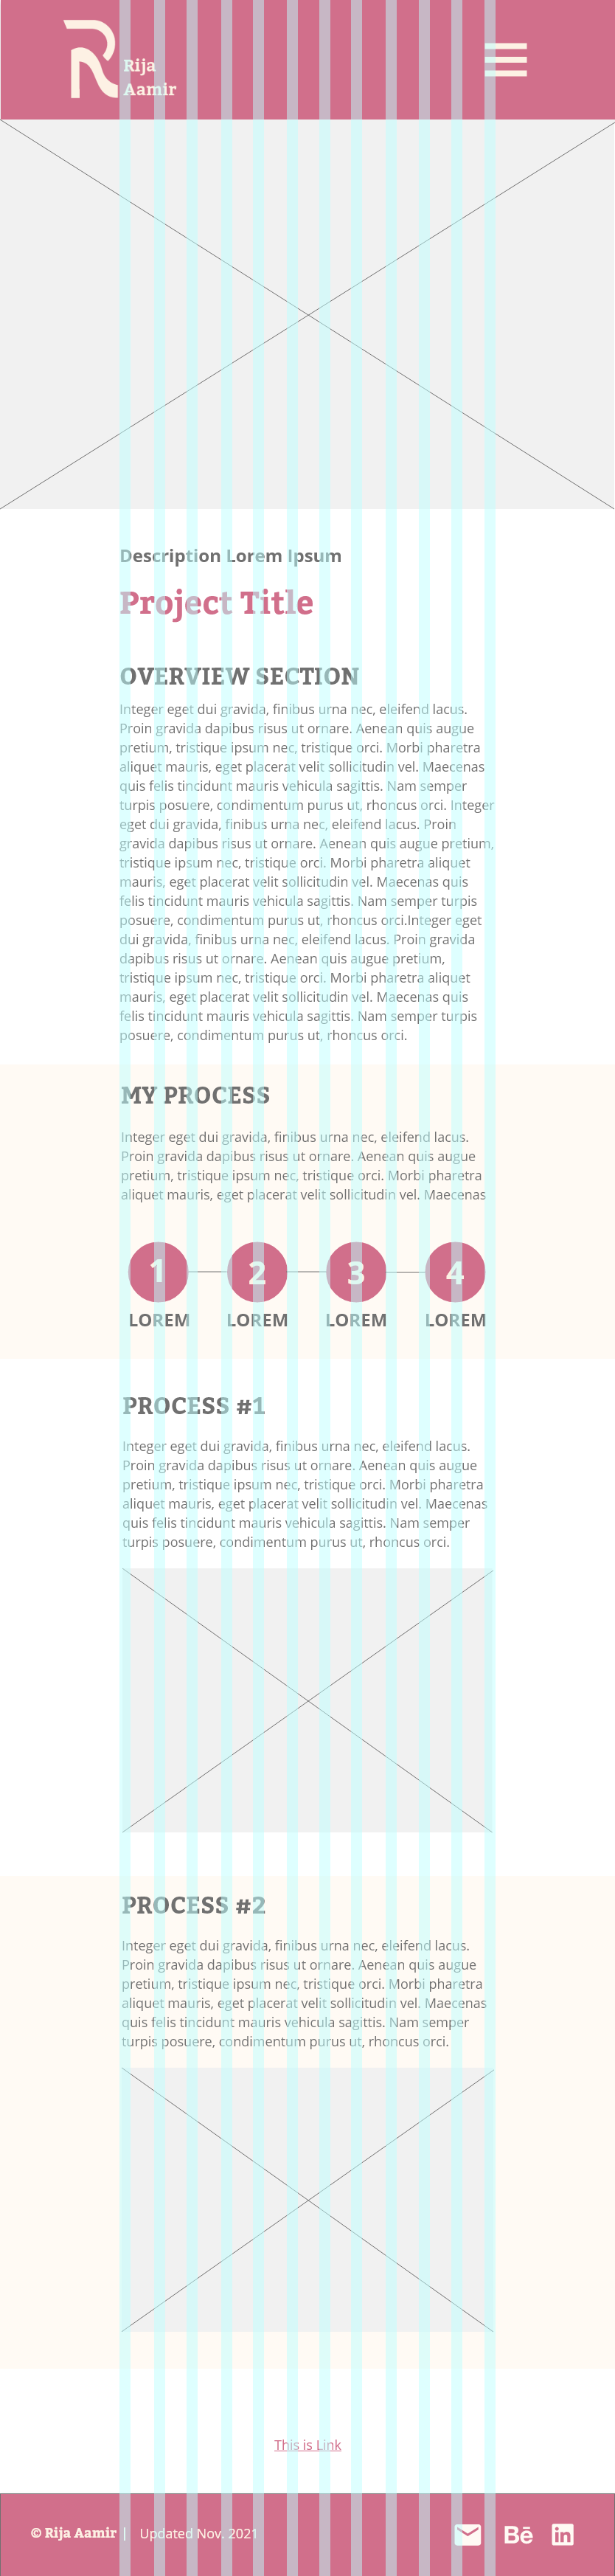 R Rija
Aamir
Description Lorem Ipsum
Project Title
OVERVIEW SECTION
Integer eget dui gravida, finibus urna nec, eleifend lacus.
Proin gravida dapibus risus ut ornare. Aenean quis augue
pretium, tristique ipsum nec, tristique orci. Morbi pharetra
aliquet mauris, eget placerat velit sollicitudin vel. Maecenas
quis felis tincidunt mauris vehicula sagittis. Nam semper
turpis posuere, condimentum purus ut, rhoncus orci. Integer
eget dui gravida, finibus urna nec, eleifend lacus. Proin
gravida dapibus risus ut ornare. Aenean quis augue pretium,
tristique ipsum nec, tristique orci. Morbi pharetra aliquet
mauris, eget placerat velit sollicitudin vel. Maecenas quis
felis tincidunt mauris vehicula sagittis. Nam semper turpis
posuere, condimentum purus ut, rhoncus orci.Integer eget
dui gravida, finibus urna nec, eleifend lacus. Proin gravida
dapibus risus ut ornare. Aenean quis augue pretium,
tristique ipsum nec, tristique orci. Morbi pharetra aliquet
mauris, eget placerat velit sollicitudin vel. Maecenas quis
felis tincidunt mauris vehicula sagittis. Nam semper turpis
posuere, condimentum purus ut, rhoncus orci.
MY PROCESS
Integer eget dui gravida, finibus urna nec, eleifend lacus.
Proin gravida dapibus risus ut ornare. Aenean quis augue
pretium, tristique ipsum nec, tristique orci. Morbi pharetra
aliquet mauris, eget placerat velit sollicitudin vel. Maecenas
1 2 3 4
LOREM LOREM LOREM LOREM
PROCESS #1
Integer eget dui gravida, finibus urna nec, eleifend lacus.
Proin gravida dapibus risus ut ornare. Aenean quis augue
pretium, tristique ipsum nec, tristique orci. Morbi pharetra
aliquet mauris, eget placerat velit sollicitudin vel. Maecenas
quis felis tincidunt mauris vehicula sagittis. Nam semper
turpis posuere, condimentum purus ut, rhoncus orci.
PROCESS #2
Integer eget dui gravida, finibus urna nec, eleifend lacus.
Proin gravida dapibus risus ut ornare. Aenean quis augue
pretium, tristique ipsum nec, tristique orci. Morbi pharetra
aliquet mauris, eget placerat velit sollicitudin vel. Maecenas
quis felis tincidunt mauris vehicula sagittis. Nam semper
turpis posuere, condimentum purus ut, rhoncus orci.
This is Link
© Rija Aamir | Updated Nov. 2021 Bē in